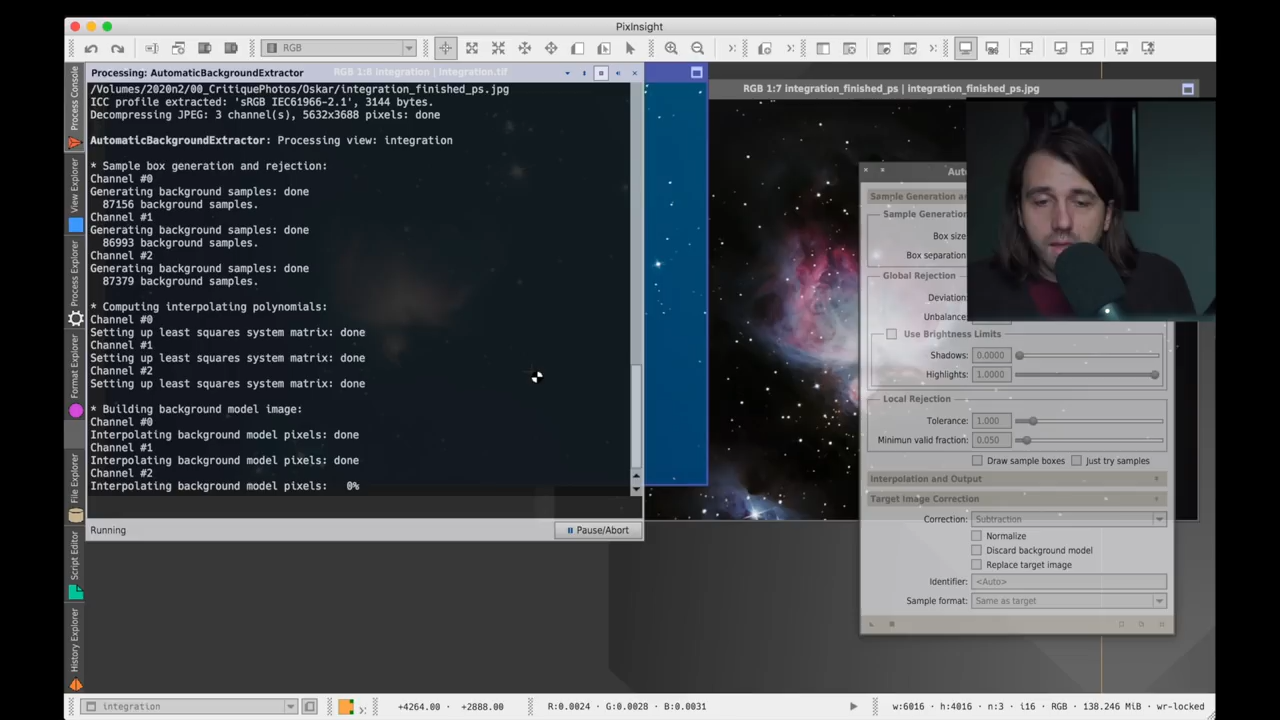 PixInsight
RGB
Processing: AutomaticBackgroundExtractor
RGB 1:8 integration | integration.tif
/Volumes/2020n2/00_CritiquePhotos/Oskar/integration_finished_ps.jpg
ICC profile extracted: 'sRGB IEC61966-2.1', 3144 bytes.
Decompressing JPEG: 3 channel(s), 5632x3688 pixels: done
AutomaticBackgroundExtractor: Processing view: integration
* Sample box generation and rejection:
Channel #0
Generating background samples: done
87156 background samples.
Channel #1
Generating background samples: done
86993 background samples.
Channel #2
Generating background samples: done
87379 background samples.
* Computing interpolating polynomials:
Channel #0
Setting up least squares system matrix: done
Channel #1
Setting up least squares system matrix: done
Channel #2
Setting up least squares system matrix: done
* Building background model image:
Channel #0
Interpolating background model pixels: done
Channel #1
Interpolating background model pixels: done
Channel #2
Interpolating background model pixels: 0%
Running
Pause/Abort
Process Console
View Explorer
Process Explorer
Format Explorer
File Explorer
Script Editor
History Explorer
RGB 1:7 integration_finished_ps | integration_finished_ps.jpg
Sample Generation
Box size
Box separation
Global Rejection
Deviation
Unbalance
Use Brightness Limits
Shadows: 0.0000
Highlights: 1.0000
Local Rejection
Tolerance: 1.000
Minimun valid fraction: 0.050
Draw sample boxes
Just try samples
Interpolation and Output
Target Image Correction
Correction: Subtraction
Normalize
Discard background model
Replace target image
Identifier: <Auto>
Sample format: Same as target
integration
+4264.00 · +2888.00
R:0.0024 · G:0.0028 · B:0.0031
w:6016 · h:4016 · n:3 · i16 · RGB · 138.246 MiB · wr-locked